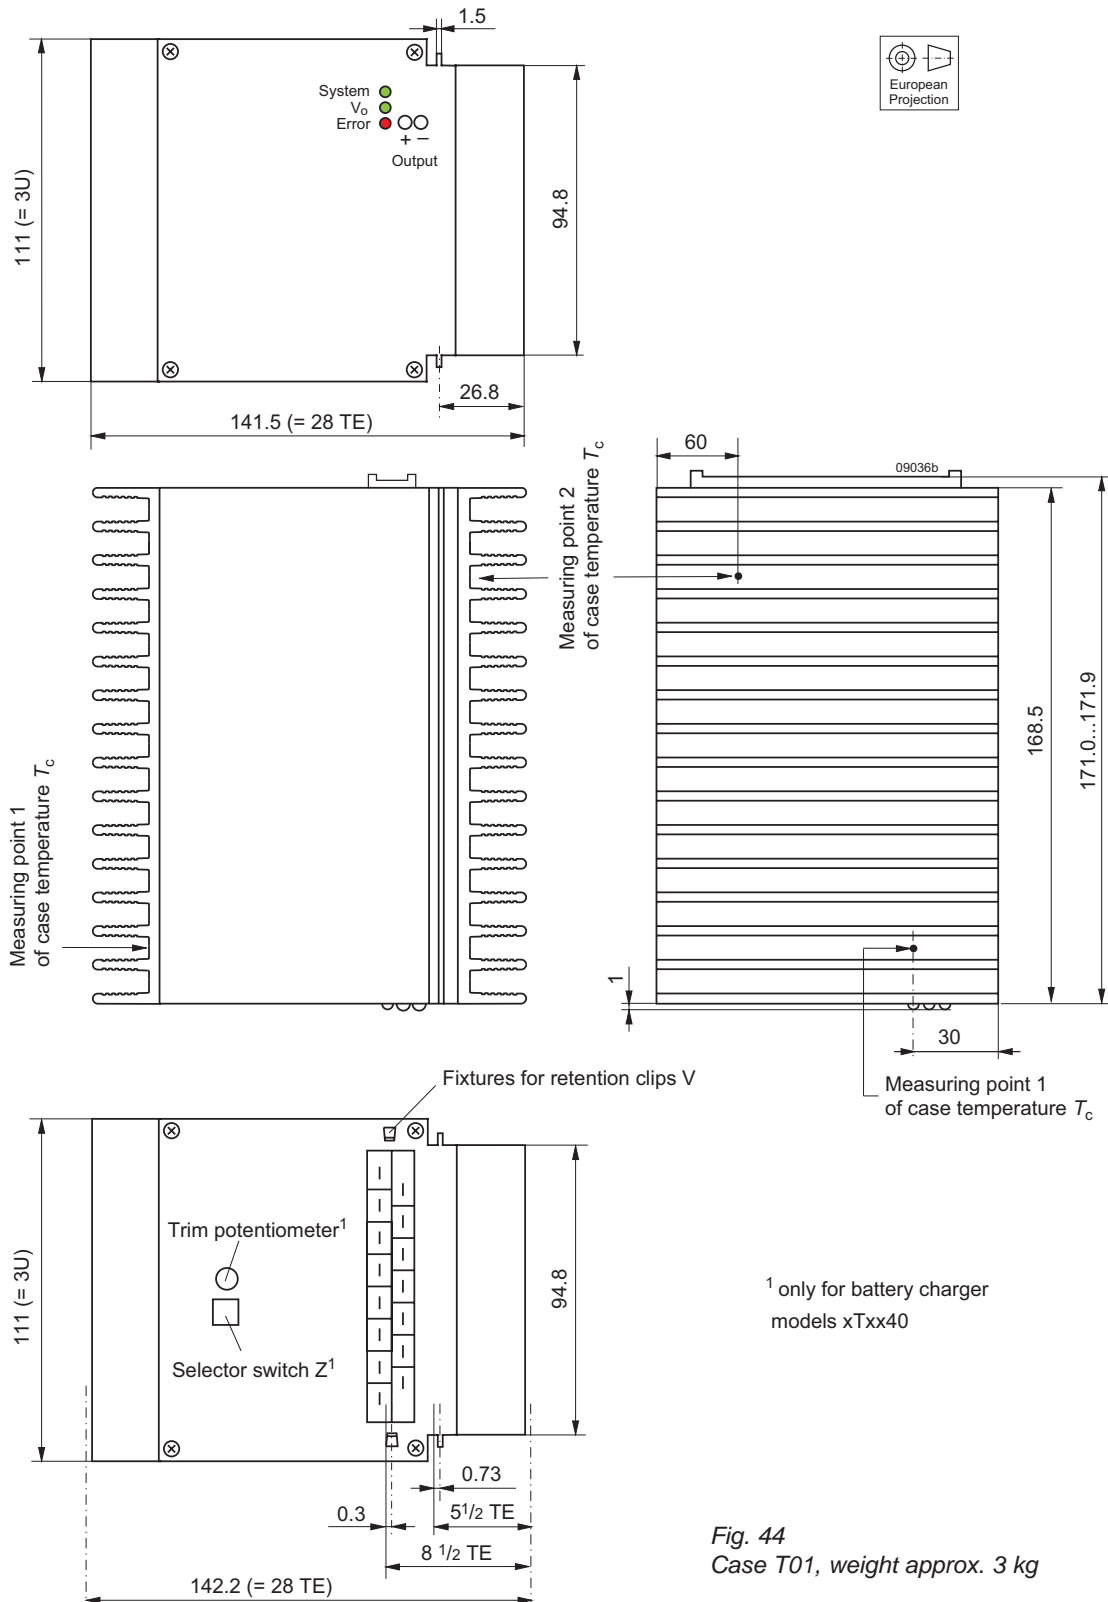 1.5
European
Projection
System
Vo
Error
+ −
Output
111 (= 3U)
94.8
26.8
141.5 (= 28 TE)
60
09036b
Measuring point 2
of case temperature Tc
168.5
171.0...171.9
Measuring point 1
of case temperature Tc
1
30
Measuring point 1
of case temperature Tc
Fixtures for retention clips V
Trim potentiometer¹
111 (= 3U)
94.8
¹ only for battery charger
models xTxx40
Selector switch Z¹
0.73
0.3
5 1/2 TE
8 1/2 TE
142.2 (= 28 TE)
Fig. 44
Case T01, weight approx. 3 kg